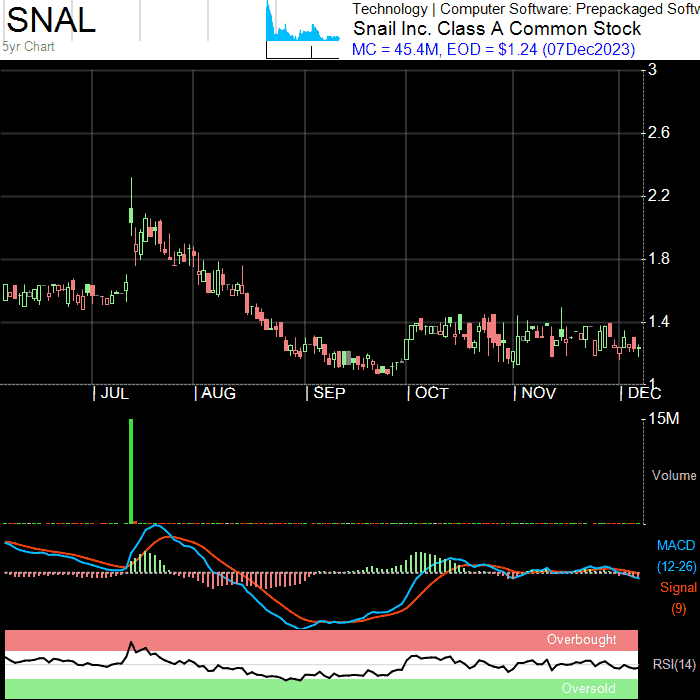 SNAL
5yr Chart
Technology | Computer Software: Prepackaged Softw
Snail Inc. Class A Common Stock
MC = 45.4M, EOD = $1.24 (07Dec2023)
3
2.6
2.2
1.8
1.4
1
JUL AUG SEP OCT NOV DEC
15M
Volume
MACD
(12-26)
Signal
(9)
Overbought
RSI(14)
Oversold